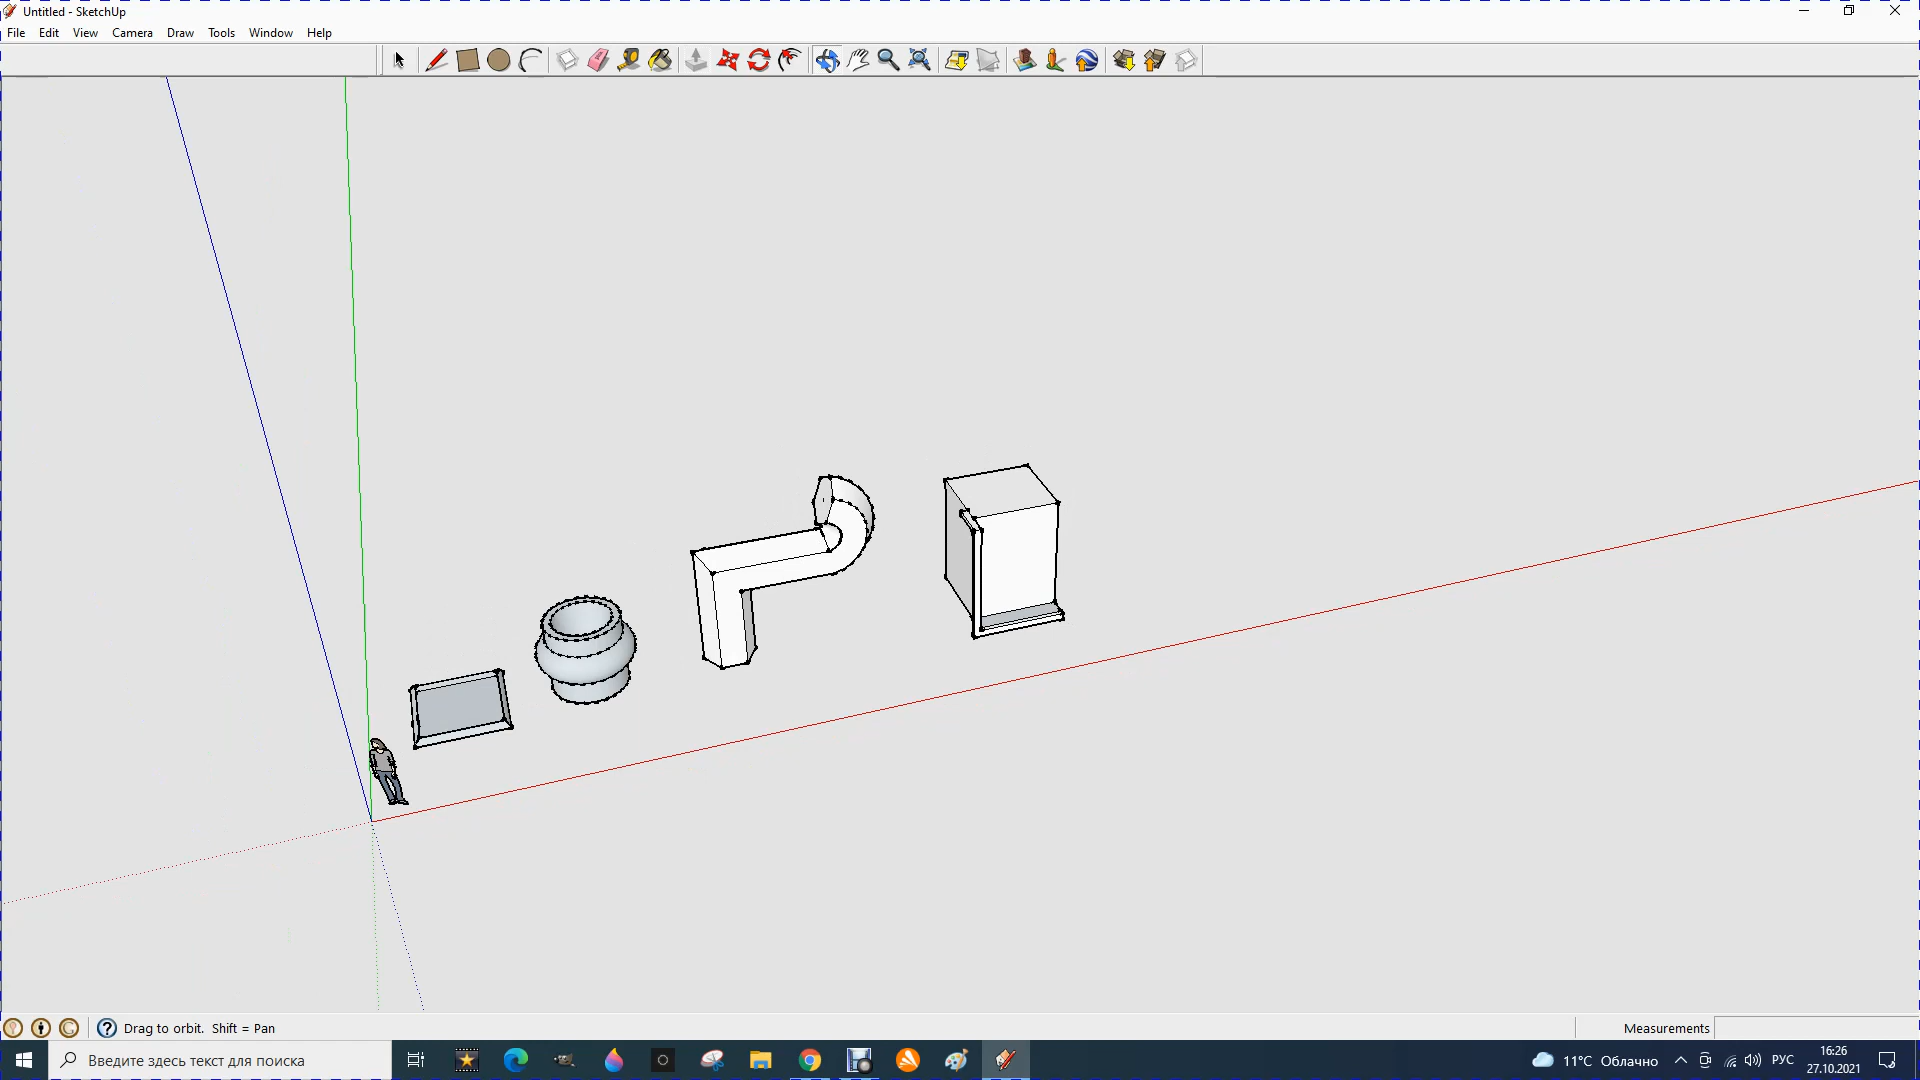 Untitled - SketchUp
File Edit View Camera Draw Tools Window Help
Drag to orbit. Shift = Pan
Measurements
Введите здесь текст для поиска
11°C Облачно
РУС
16:26
27.10.2021